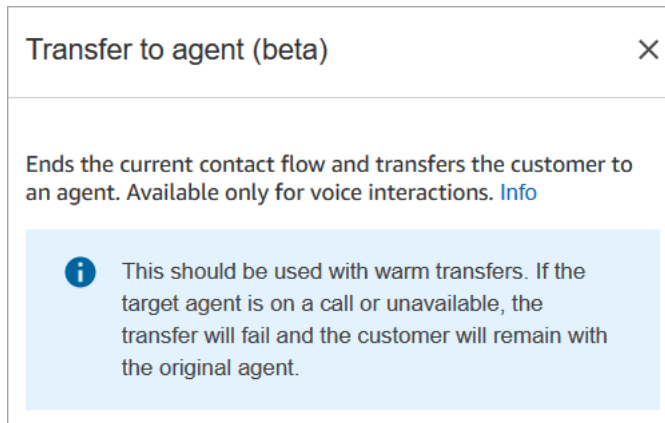 Transfer to agent (beta)
Ends the current contact flow and transfers the customer to
an agent. Available only for voice interactions. Info
This should be used with warm transfers. If the
target agent is on a call or unavailable, the
transfer will fail and the customer will remain with
the original agent.